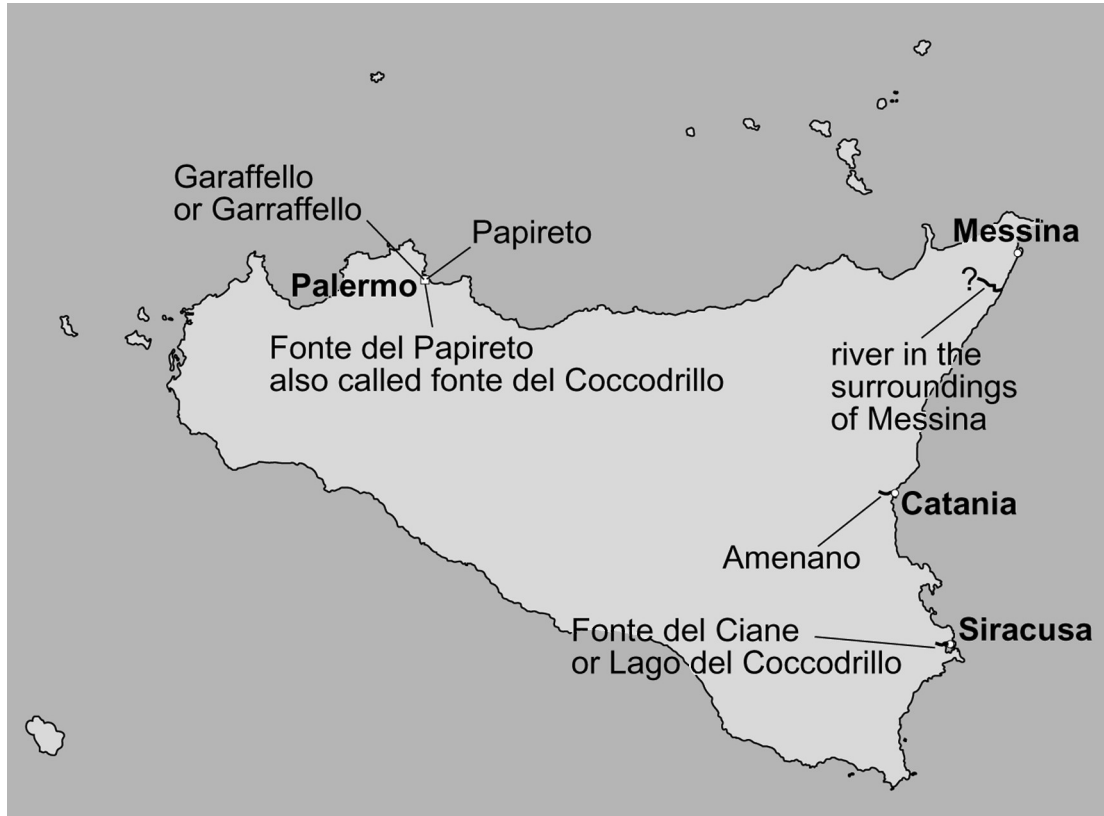 Garaffello
or Garraffello
Papireto
Messina
Palermo
?
Fonte del Papireto
also called fonte del Coccodrillo
river in the
surroundings
of Messina
Catania
Amenano
Fonte del Ciane
or Lago del Coccodrillo
Siracusa